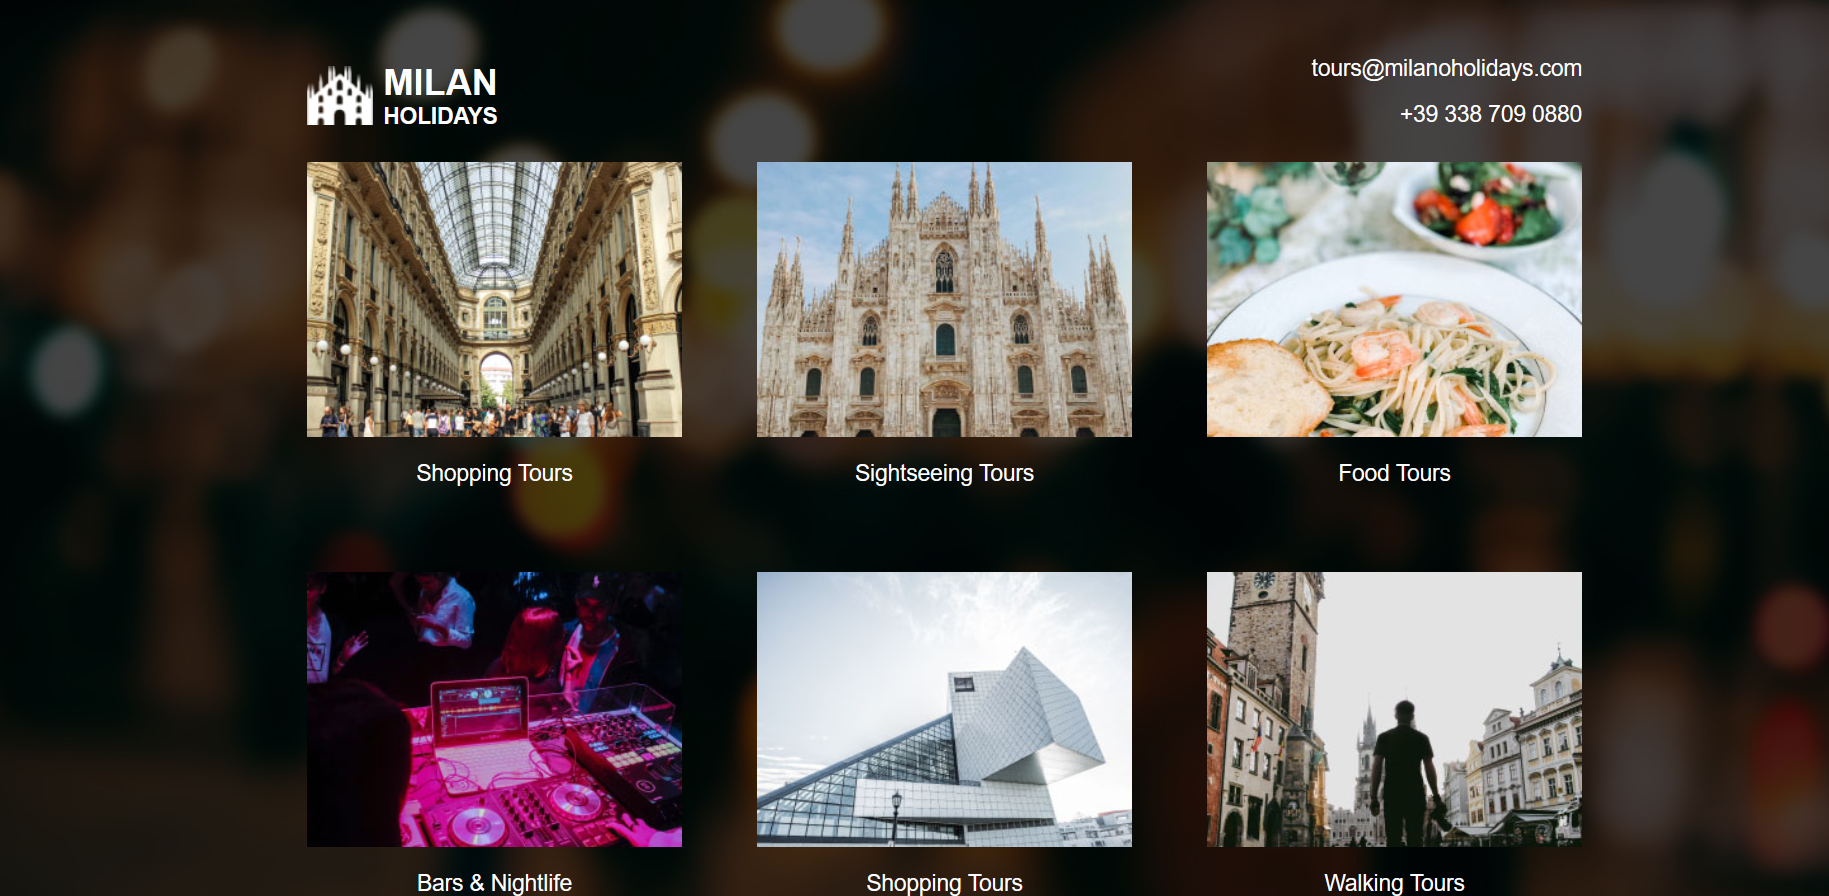 MILAN
HOLIDAYS
tours@milanoholidays.com
+39 338 709 0880
Shopping Tours
Sightseeing Tours
Food Tours
Bars & Nightlife
Shopping Tours
Walking Tours